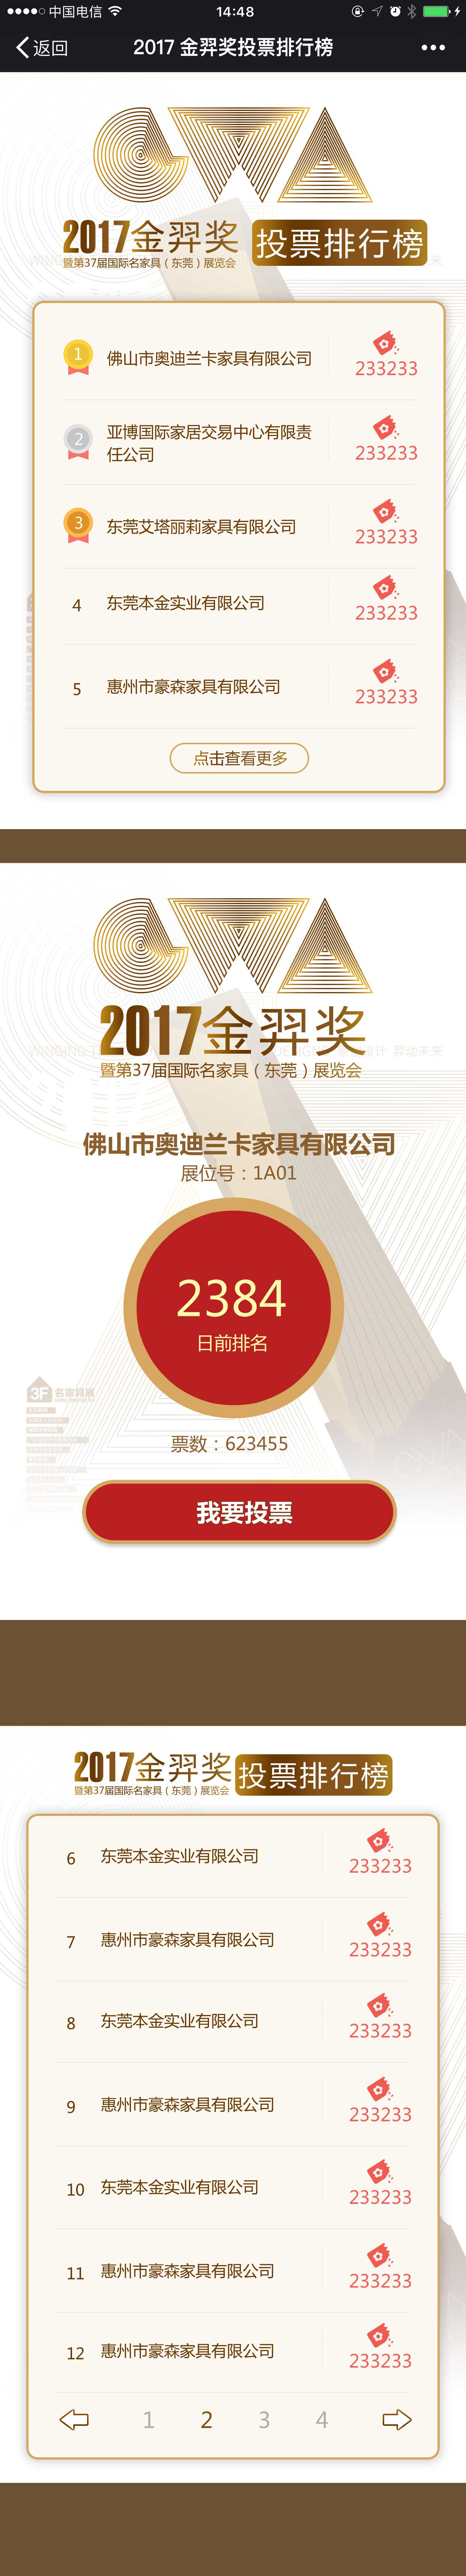 中国电信
14:48
返回
2017 金羿奖投票排行榜
2017金羿奖
投票排行榜
暨第37届国际名家具（东莞）展览会
1
佛山市奥迪兰卡家具有限公司
233233
2
亚博国际家居交易中心有限责
任公司
233233
3
东莞艾塔丽莉家具有限公司
233233
4
东莞本金实业有限公司
233233
5
惠州市豪森家具有限公司
233233
点击查看更多
2017金羿奖
暨第37届国际名家具（东莞）展览会
佛山市奥迪兰卡家具有限公司
展位号：1A01
2384
日前排名
3F 名家具展
票数：623455
我要投票
2017金羿奖
投票排行榜
暨第37届国际名家具（东莞）展览会
6
东莞本金实业有限公司
233233
7
惠州市豪森家具有限公司
233233
8
东莞本金实业有限公司
233233
9
惠州市豪森家具有限公司
233233
10
东莞本金实业有限公司
233233
11
惠州市豪森家具有限公司
233233
12
惠州市豪森家具有限公司
233233
1 2 3 4